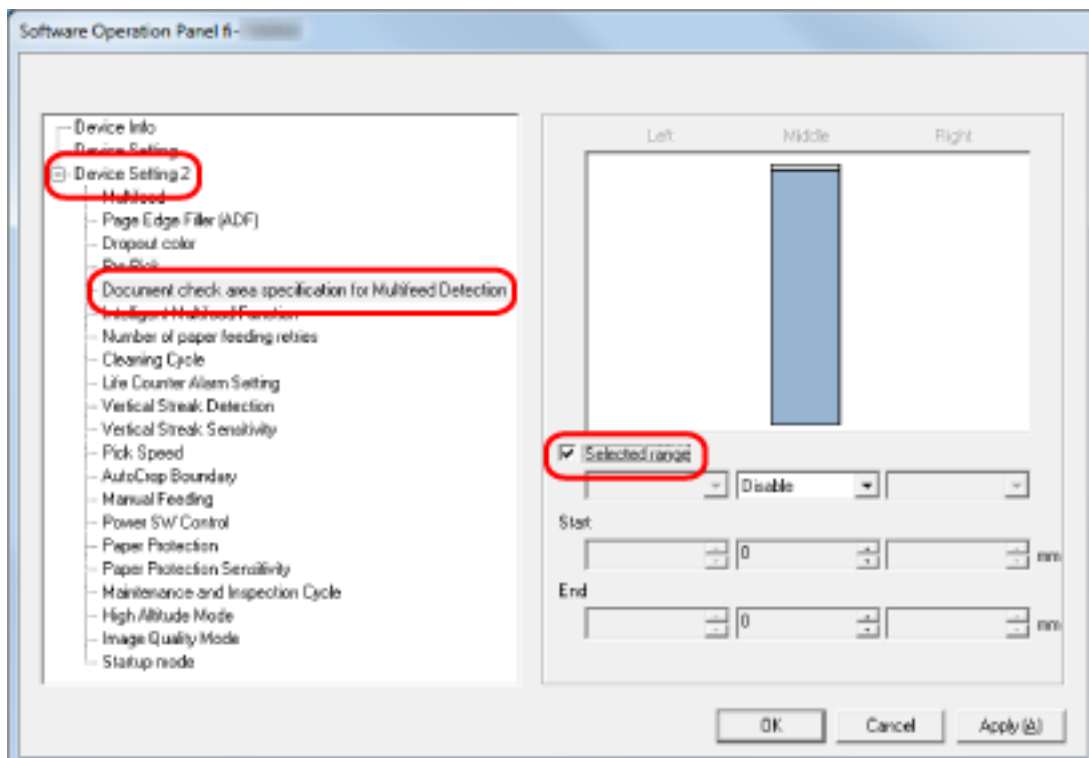 Software Operation Panel fi-
Device Info
Device Setting
Device Setting 2
Multifeed
Page Edge Filler (ADF)
Dropout color
Pre-Pick
Document check area specification for Multifeed Detection
Intelligent Multifeed Function
Number of paper feeding retries
Cleaning Cycle
Life Counter Alarm Setting
Vertical Streak Detection
Vertical Streak Sensitivity
Pick Speed
AutoCrop Boundary
Manual Feeding
Power SW Control
Paper Protection
Paper Protection Sensitivity
Maintenance and Inspection Cycle
High Altitude Mode
Image Quality Mode
Startup mode
Left Middle Right
Selected range
Disable
Start
0 mm
End
0 mm
OK Cancel Apply (A)